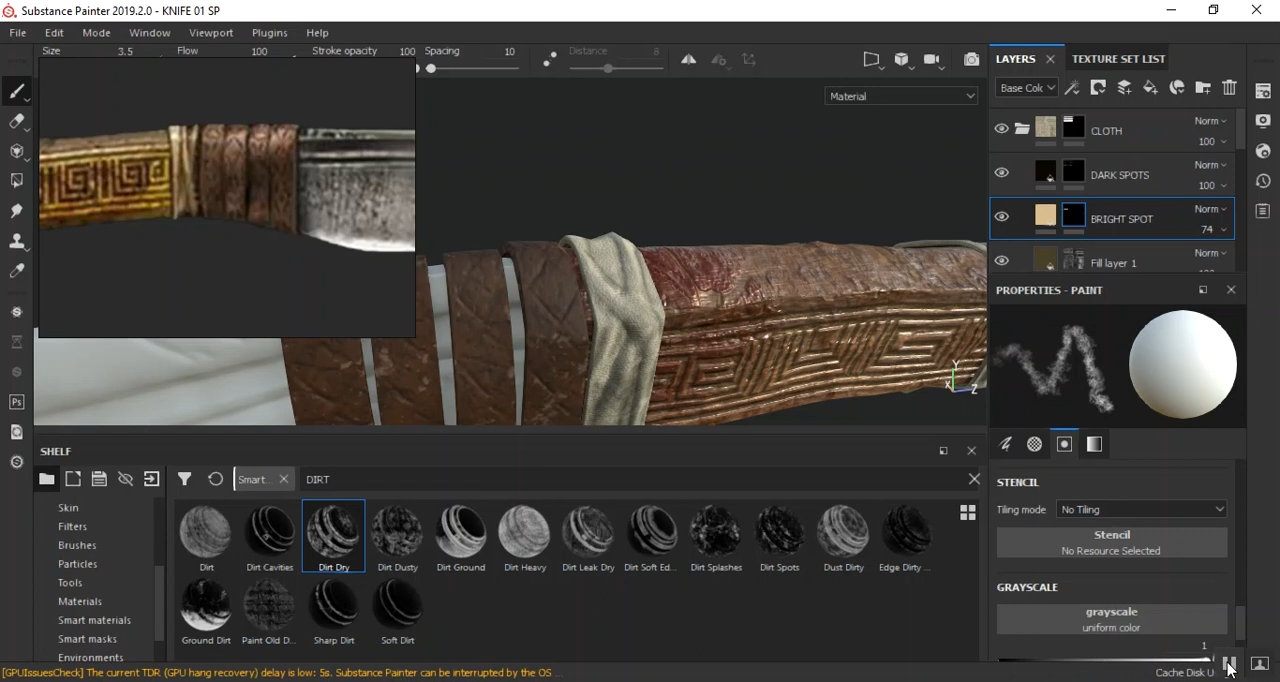 Substance Painter 2019.2.0 - KNIFE 01 SP
File Edit Mode Window Viewport Plugins Help
Size 3.5 Flow 100 Stroke opacity 100 Spacing 10 Distance 8
Material
LAYERS TEXTURE SET LIST
Base Col
CLOTH Norm 100
DARK SPOTS Norm 100
BRIGHT SPOT Norm 74
Fill layer 1 Norm
PROPERTIES - PAINT
Y
X Z
STENCIL
Tiling mode No Tiling
Stencil
No Resource Selected
GRAYSCALE
grayscale
uniform color
1
SHELF
Smart... DIRT
Skin
Filters
Brushes
Particles
Tools
Materials
Smart materials
Smart masks
Environments
Dirt Dirt Cavities Dirt Dry Dirt Dusty Dirt Ground Dirt Heavy Dirt Leak Dry Dirt Soft Ed... Dirt Splashes Dirt Spots Dust Dirty Edge Dirty ...
Ground Dirt Paint Old D... Sharp Dirt Soft Dirt
[GPUIssuesCheck] The current TDR (GPU hang recovery) delay is low: 5s. Substance Painter can be interrupted by the OS ...
Cache Disk U
Ps